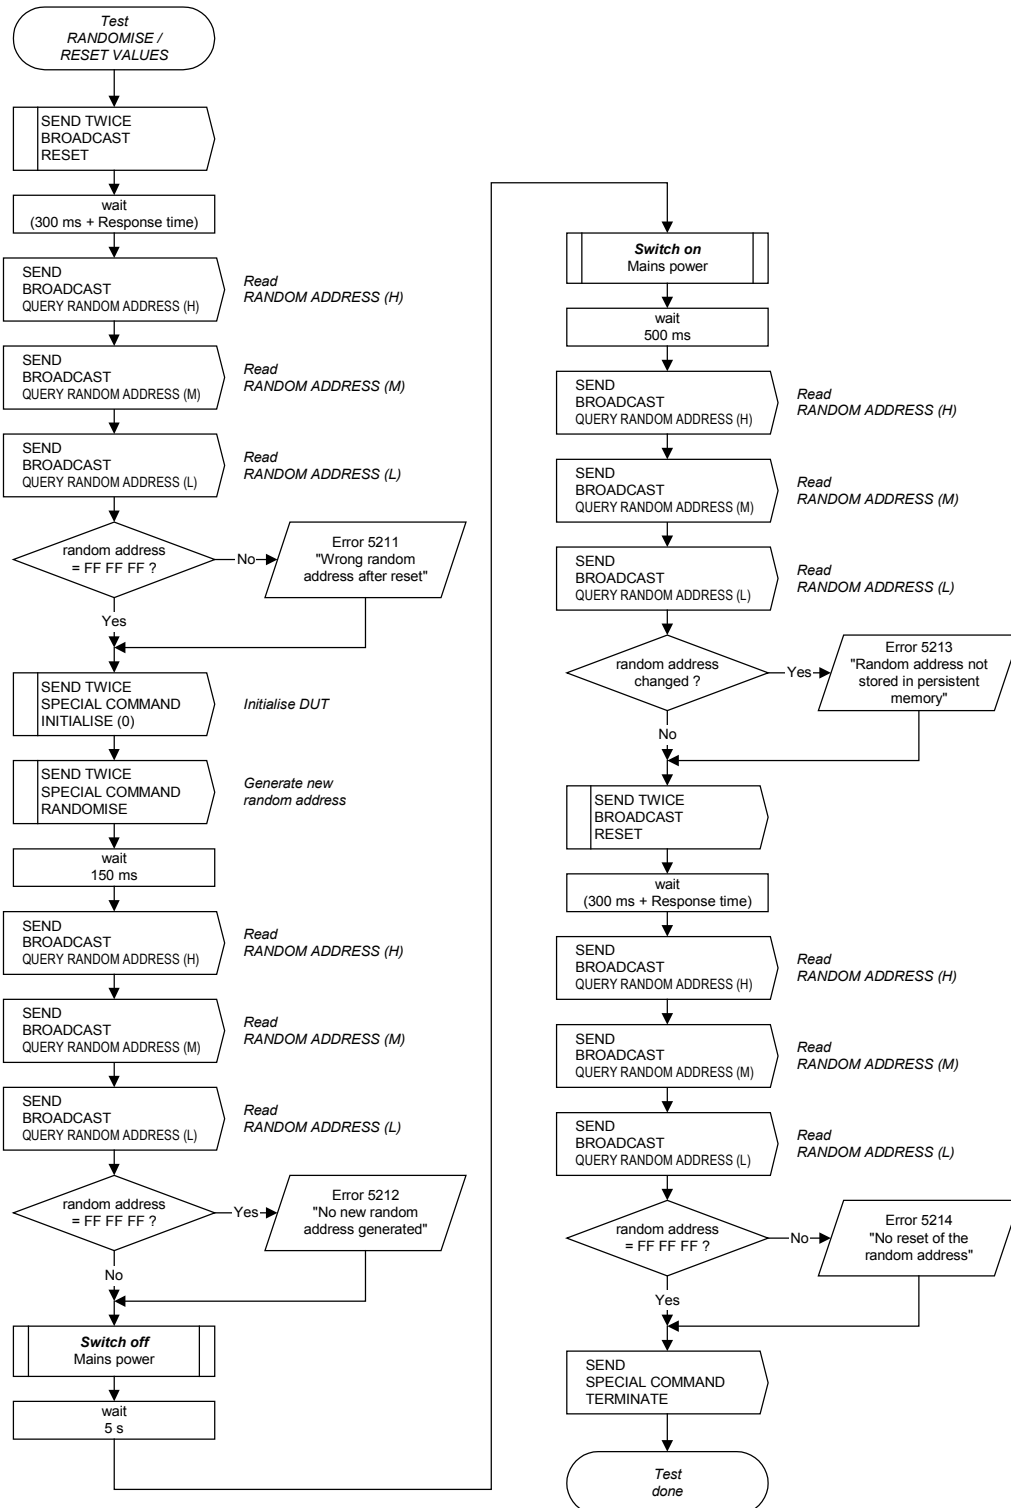 Test
RANDOMISE /
RESET VALUES
SEND TWICE
BROADCAST
RESET
wait
(300 ms + Response time)
SEND
BROADCAST
QUERY RANDOM ADDRESS (H)
Read
RANDOM ADDRESS (H)
SEND
BROADCAST
QUERY RANDOM ADDRESS (M)
Read
RANDOM ADDRESS (M)
SEND
BROADCAST
QUERY RANDOM ADDRESS (L)
Read
RANDOM ADDRESS (L)
random address
= FF FF FF ?
No
Error 5211
"Wrong random
address after reset"
Yes
SEND TWICE
SPECIAL COMMAND
INITIALISE (0)
Initialise DUT
SEND TWICE
SPECIAL COMMAND
RANDOMISE
Generate new
random address
wait
150 ms
SEND
BROADCAST
QUERY RANDOM ADDRESS (H)
Read
RANDOM ADDRESS (H)
SEND
BROADCAST
QUERY RANDOM ADDRESS (M)
Read
RANDOM ADDRESS (M)
SEND
BROADCAST
QUERY RANDOM ADDRESS (L)
Read
RANDOM ADDRESS (L)
random address
= FF FF FF ?
Yes
Error 5212
"No new random
address generated"
No
Switch off
Mains power
wait
5 s
Switch on
Mains power
wait
500 ms
SEND
BROADCAST
QUERY RANDOM ADDRESS (H)
Read
RANDOM ADDRESS (H)
SEND
BROADCAST
QUERY RANDOM ADDRESS (M)
Read
RANDOM ADDRESS (M)
SEND
BROADCAST
QUERY RANDOM ADDRESS (L)
Read
RANDOM ADDRESS (L)
random address
changed ?
Yes
Error 5213
"Random address not
stored in persistent
memory"
No
SEND TWICE
BROADCAST
RESET
wait
(300 ms + Response time)
SEND
BROADCAST
QUERY RANDOM ADDRESS (H)
Read
RANDOM ADDRESS (H)
SEND
BROADCAST
QUERY RANDOM ADDRESS (M)
Read
RANDOM ADDRESS (M)
SEND
BROADCAST
QUERY RANDOM ADDRESS (L)
Read
RANDOM ADDRESS (L)
random address
= FF FF FF ?
No
Error 5214
"No reset of the
random address"
Yes
SEND
SPECIAL COMMAND
TERMINATE
Test
done